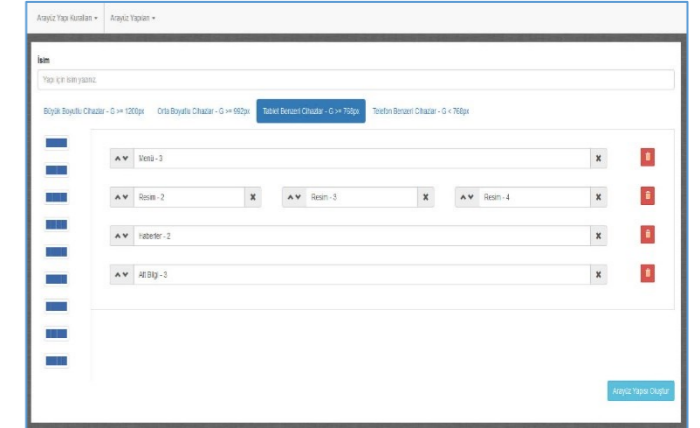 Arayüz Yapı Kuralları Arayüz Yapıları
İsim
Yapı için isim yazınız.
Büyük Boyutlu Cihazlar - G >= 1200px Orta Boyutlu Cihazlar - G >= 992px Tablet Benzeri Cihazlar - G >= 768px Telefon Benzeri Cihazlar - G < 768px
Menü - 3 X
Resim - 2 X Resim - 3 X Resim - 4 X
Haberler - 2 X
Alt Bilgi - 3 X
Arayüz Yapısı Oluştur